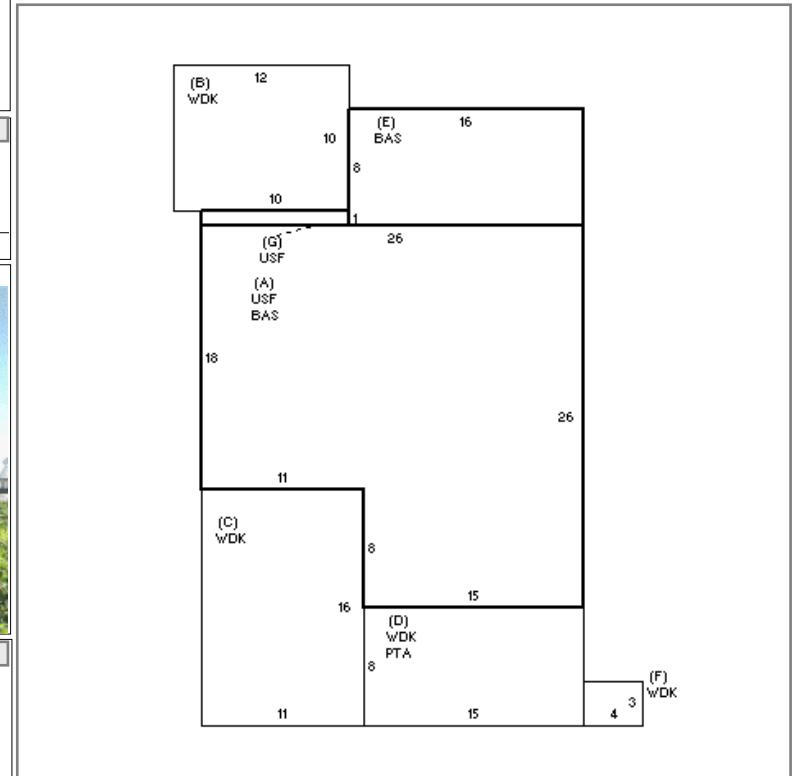 12
(B)
WDK
10
(E)
BAS
16
8
10
1
26
(G)
USF
(A)
USF
BAS
18
26
11
(C)
WDK
8
15
16
(D)
WDK
PTA
8
11
15
(F)
WDK
3
4